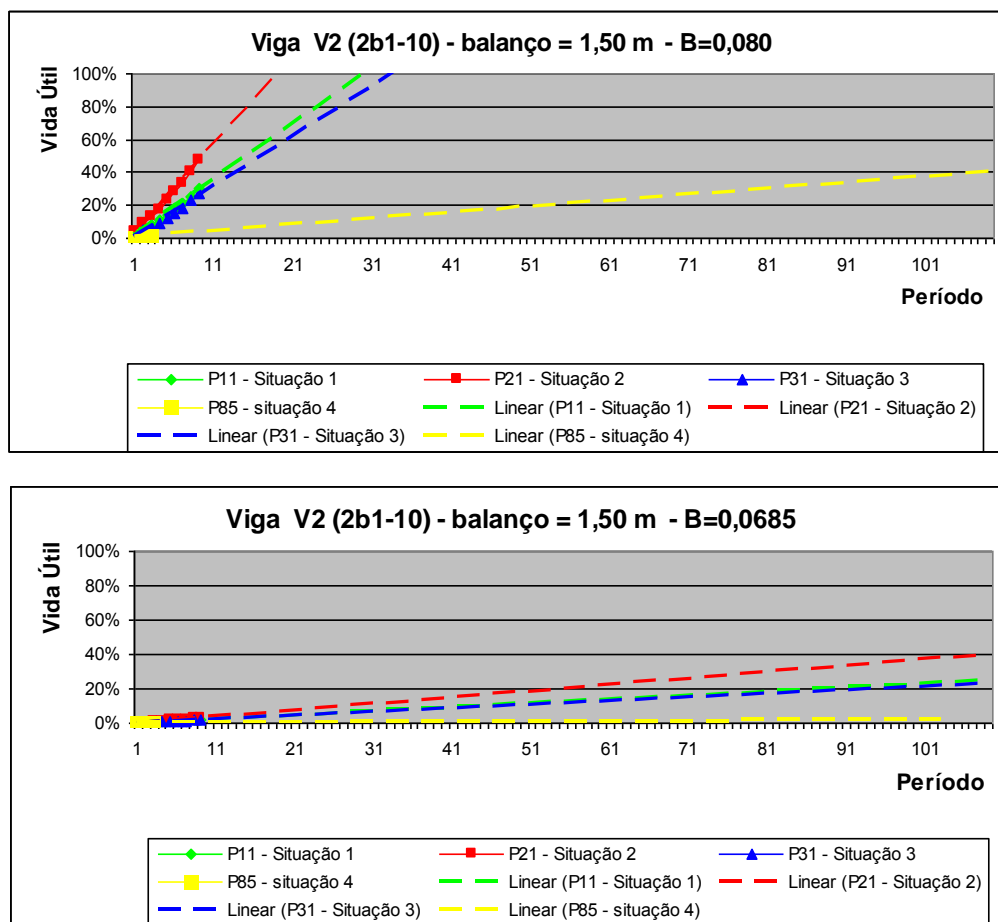 Viga V2 (2b1-10) - balanço = 1,50 m - B=0,080
Vida Útil
100%
80%
60%
40%
20%
0%
1 11 21 31 41 51 61 71 81 91 101
Período
P11 - Situação 1 P21 - Situação 2 P31 - Situação 3
P85 - situação 4 Linear (P11 - Situação 1) Linear (P21 - Situação 2)
Linear (P31 - Situação 3) Linear (P85 - situação 4)
Viga V2 (2b1-10) - balanço = 1,50 m - B=0,0685
Vida Útil
100%
80%
60%
40%
20%
0%
1 11 21 31 41 51 61 71 81 91 101
Período
P11 - Situação 1 P21 - Situação 2 P31 - Situação 3
P85 - situação 4 Linear (P11 - Situação 1) Linear (P21 - Situação 2)
Linear (P31 - Situação 3) Linear (P85 - situação 4)